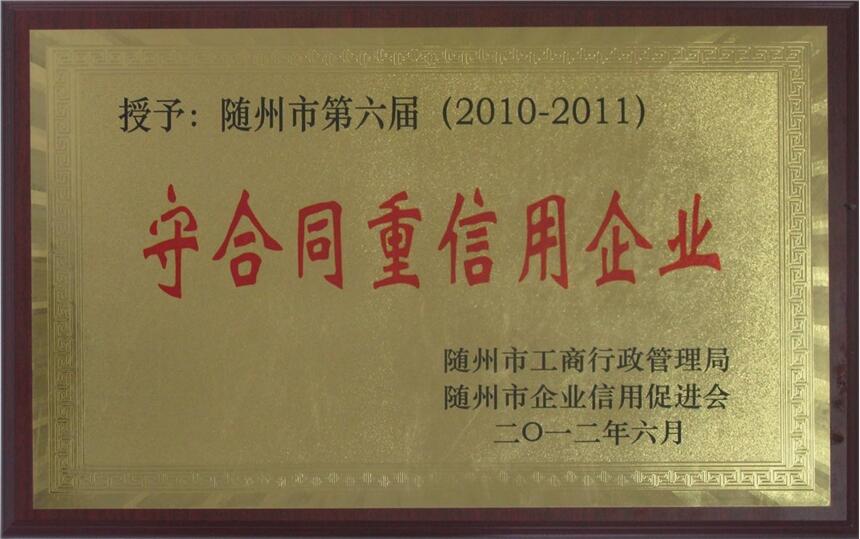 授予：随州市第六届（2010-2011）
守合同重信用企业
随州市工商行政管理局
随州市企业信用促进会
二〇一二年六月